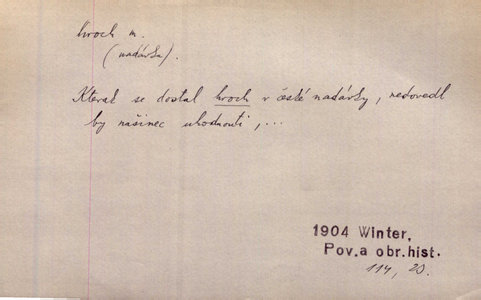 hroch m.
(nadávka).
Kterak se dostal hroch v české nadávky, nedovedl
by našinec uhodnouti,...
1904 Winter,
Pov.a obr.hist.
114, 20.